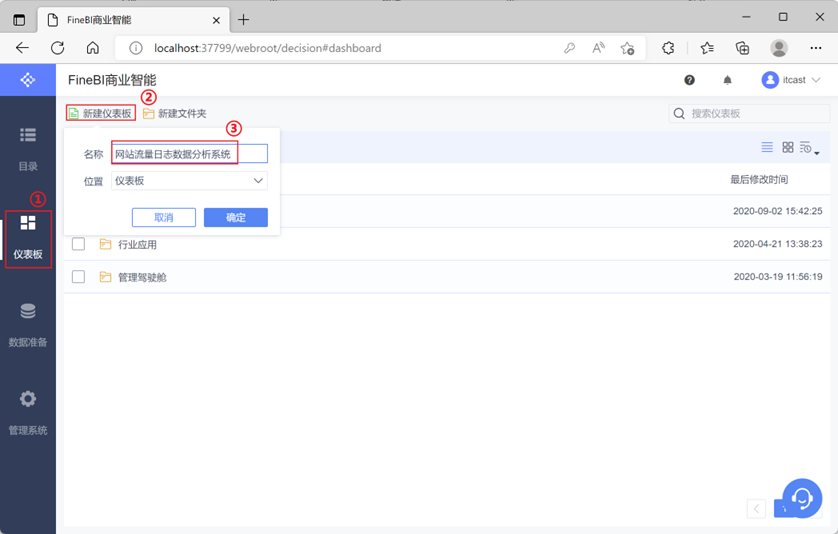 FineBI商业智能
localhost:37799/webroot/decision#dashboard
FineBI商业智能
itcast
②
新建仪表板
新建文件夹
搜索仪表板
③
名称
网站流量日志数据分析系统
位置
仪表板
取消
确定
最后修改时间
2020-09-02 15:42:25
行业应用
2020-04-21 13:38:23
管理驾驶舱
2020-03-19 11:56:19
目录
①
仪表板
数据准备
管理系统